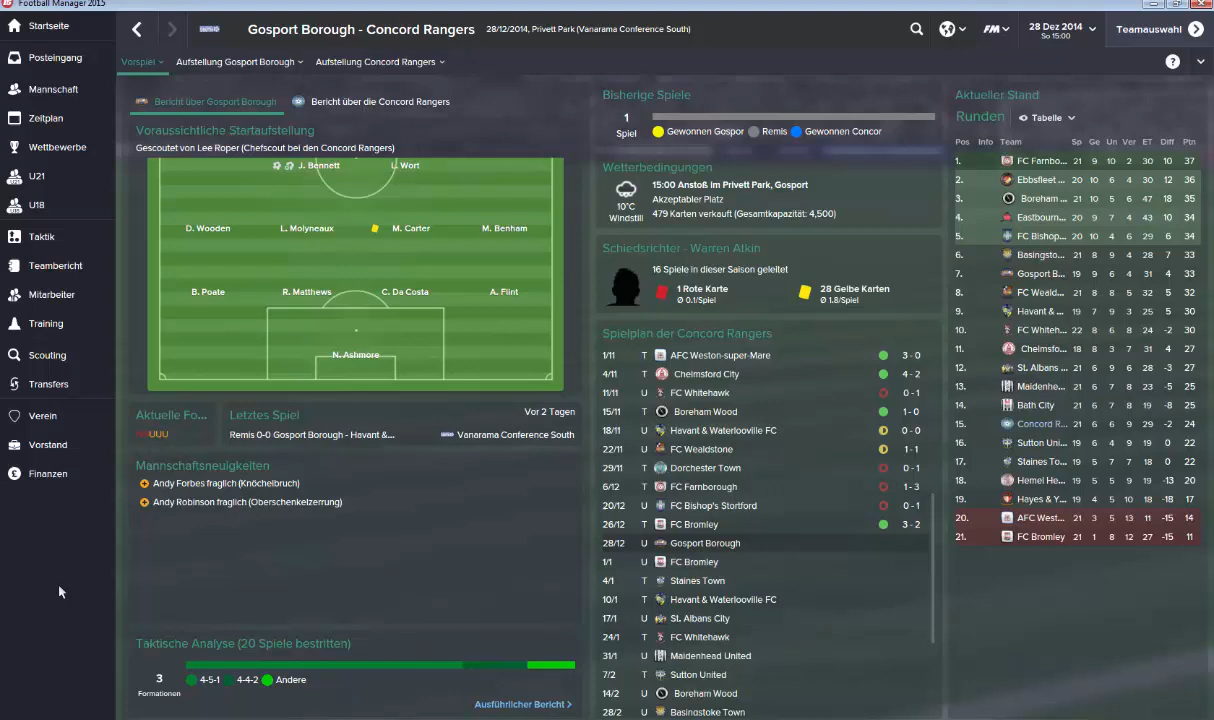 Football Manager 2015
Startseite
Posteingang
Mannschaft
Zeitplan
Wettbewerbe
U21
U18
Taktik
Teambericht
Mitarbeiter
Training
Scouting
Transfers
Verein
Vorstand
Finanzen
Gosport Borough - Concord Rangers 28/12/2014, Privett Park (Vanarama Conference South)
FM 28 Dez 2014
So 15:00
Teamauswahl
Vorspiel Aufstellung Gosport Borough Aufstellung Concord Rangers
?
Bericht über Gosport Borough Bericht über die Concord Rangers
Voraussichtliche Startaufstellung
Gescoutet von Lee Roper (Chefscout bei den Concord Rangers)
J. Bennett L. Wort
D. Wooden L. Molyneaux M. Carter M. Benham
B. Poate R. Matthews C. Da Costa A. Flint
N. Ashmore
Aktuelle Fo...
UUU
Letztes Spiel Vor 2 Tagen
Remis 0-0 Gosport Borough - Havant &... Vanarama Conference South
Mannschaftsneuigkeiten
Andy Forbes fraglich (Knöchelbruch)
Andy Robinson fraglich (Oberschenkelzerrung)
Taktische Analyse (20 Spiele bestritten)
3
Formationen
4-5-1 4-4-2 Andere
Ausführlicher Bericht >
Bisherige Spiele
1
Spiel
Gewonnen Gospor Remis Gewonnen Concor
Wetterbedingungen
10°C
Windstill
15:00 Anstoß im Privett Park, Gosport
Akzeptabler Platz
479 Karten verkauft (Gesamtkapazität: 4,500)
Schiedsrichter - Warren Atkin
16 Spiele in dieser Saison geleitet
1 Rote Karte
Ø 0.1/Spiel
28 Gelbe Karten
Ø 1.8/Spiel
Spielplan der Concord Rangers
1/11 T AFC Weston-super-Mare 3 - 0
4/11 T Chelmsford City 4 - 2
11/11 U FC Whitehawk 0 - 1
15/11 T Boreham Wood 1 - 0
18/11 U Havant & Waterlooville FC 0 - 0
22/11 U FC Wealdstone 1 - 1
29/11 T Dorchester Town 0 - 1
6/12 T FC Farnborough 1 - 3
20/12 U FC Bishop's Stortford 0 - 1
26/12 T FC Bromley 3 - 2
28/12 U Gosport Borough
1/1 U FC Bromley
4/1 T Staines Town
10/1 T Havant & Waterlooville FC
17/1 U St. Albans City
24/1 T FC Whitehawk
31/1 U Maidenhead United
7/2 T Sutton United
14/2 U Boreham Wood
28/2 U Basingstoke Town
Aktueller Stand
Runden Tabelle
Pos Info Team Sp Ge Un Ver ET Diff Ptn
1. FC Farnbo... 21 9 10 2 30 10 37
2. Ebbsfleet ... 20 10 6 4 30 12 36
3. Boreham ... 21 10 5 6 47 18 35
4. Eastbourn... 20 9 7 4 43 10 34
5. FC Bishop... 20 10 4 6 29 6 34
6. Basingsto... 21 8 9 4 28 7 33
7. Gosport B... 19 9 6 4 31 4 33
8. FC Weald... 21 8 8 5 32 5 32
9. Havant & ... 19 7 9 3 25 5 30
10. FC Whiteh... 22 8 6 8 24 -2 30
11. Chelmsfo... 18 8 3 7 31 4 27
12. St. Albans ... 21 6 9 6 28 -3 27
13. Maidenhe... 21 6 7 8 23 -5 25
14. Bath City 21 6 7 8 19 -8 25
15. Concord R... 21 6 6 9 29 -2 24
16. Sutton Uni... 19 6 4 9 19 0 22
17. Staines To... 19 5 7 7 18 0 22
18. Hemel He... 19 5 5 9 19 -13 20
19. Hayes & Y... 19 4 5 10 18 -18 17
20. AFC West... 21 3 5 13 11 -15 14
21. FC Bromley 21 1 8 12 27 -15 11